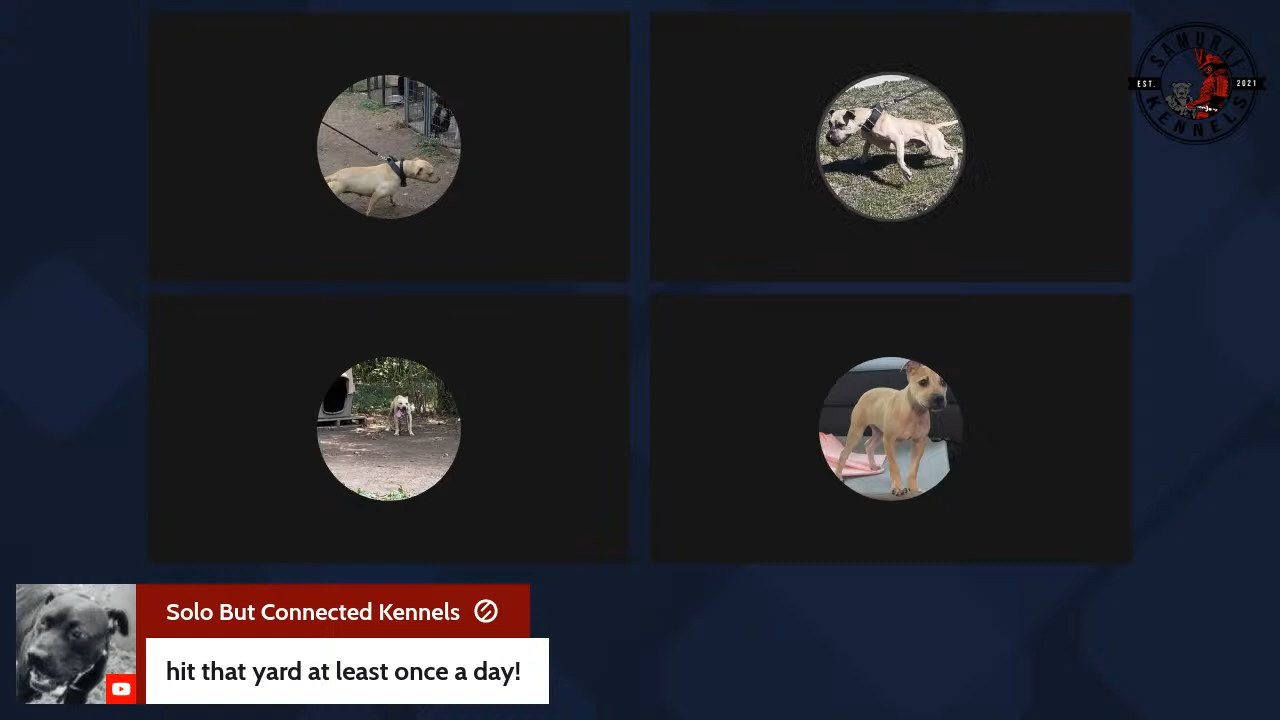 SAMURAI
EST.
2021
KENNELS
Solo But Connected Kennels
hit that yard at least once a day!